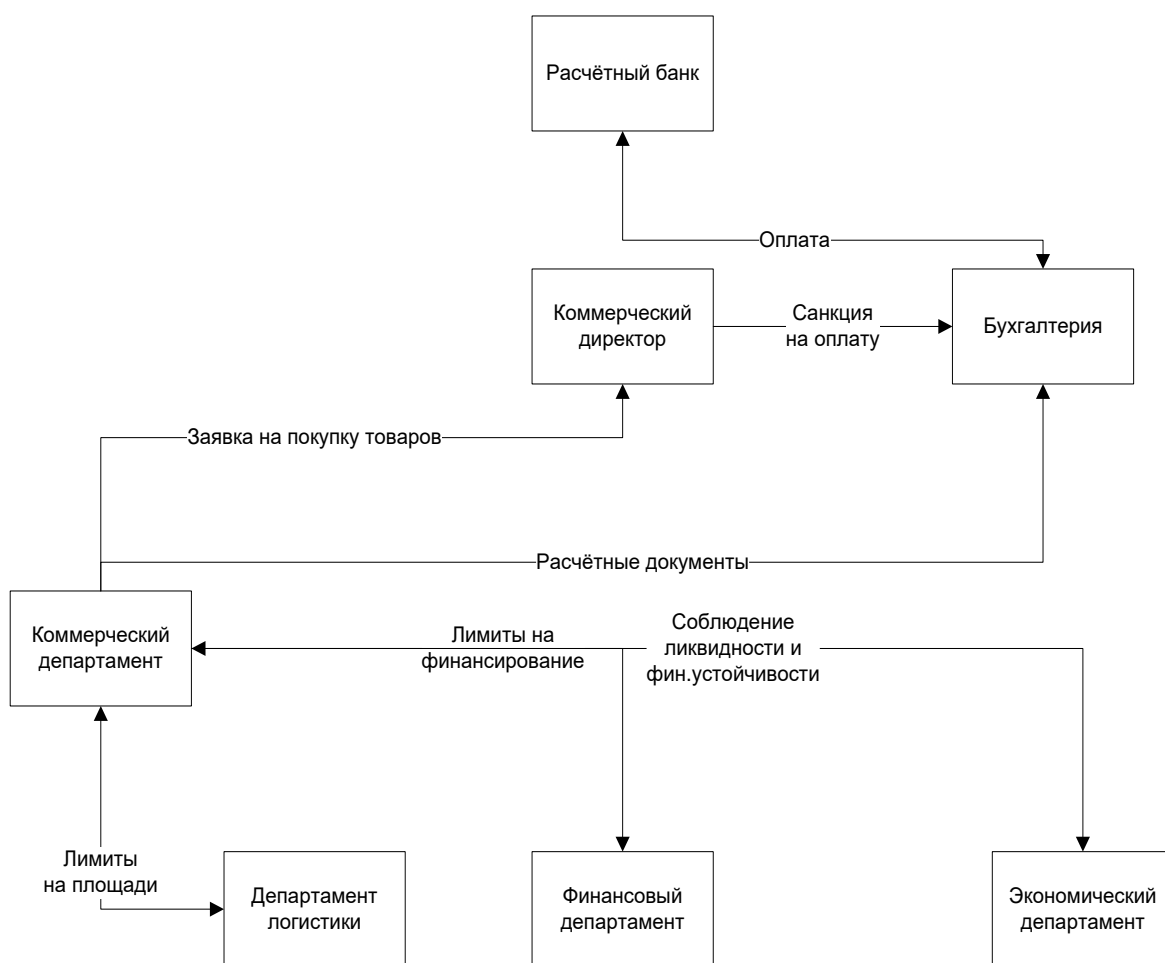 Расчётный банк
Оплата
Коммерческий
директор
Санкция
на оплату
Бухгалтерия
Заявка на покупку товаров
Расчётные документы
Коммерческий
департамент
Лимиты на
финансирование
Соблюдение
ликвидности и
фин.устойчивости
Лимиты
на площади
Департамент
логистики
Финансовый
департамент
Экономический
департамент